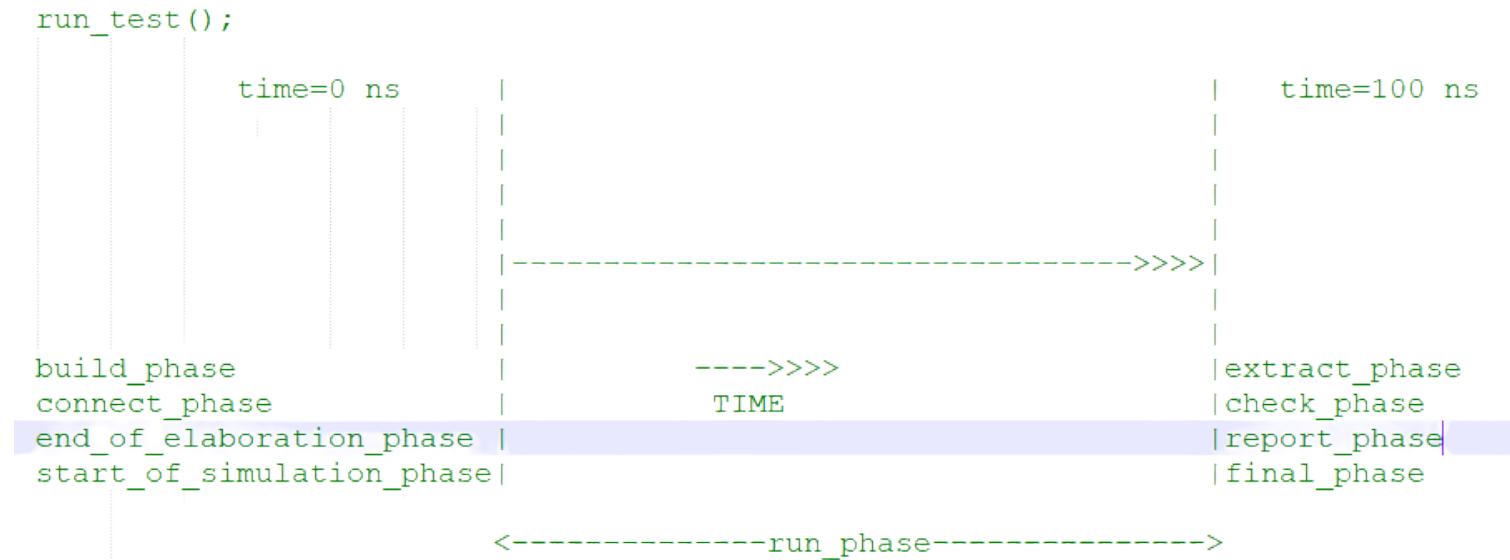 run_test();
time=0 ns | | time=100 ns
| |
| |
| |
| |
|---------------------------------->>>>|
| |
| |
build_phase | ---->>>> |extract_phase
connect_phase | TIME |check_phase
end_of_elaboration_phase | |report_phase
start_of_simulation_phase| |final_phase
<--------------run_phase--------------->